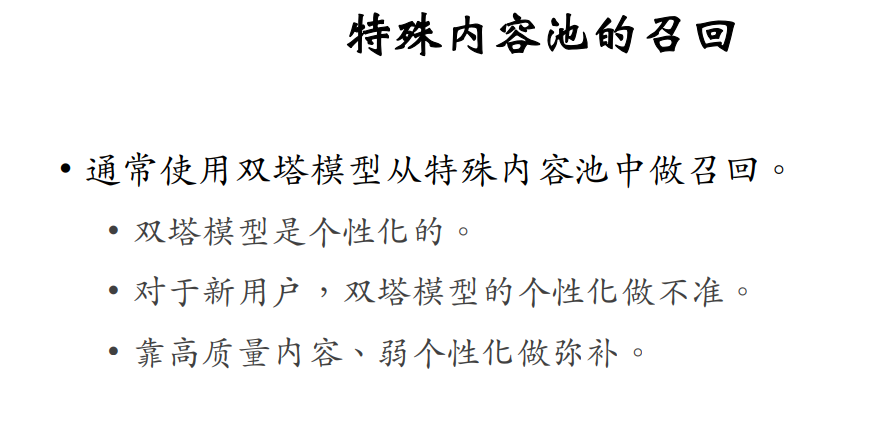 特殊内容池的召回
• 通常使用双塔模型从特殊内容池中做召回。
• 双塔模型是个性化的。
• 对于新用户，双塔模型的个性化做不准。
• 靠高质量内容、弱个性化做弥补。